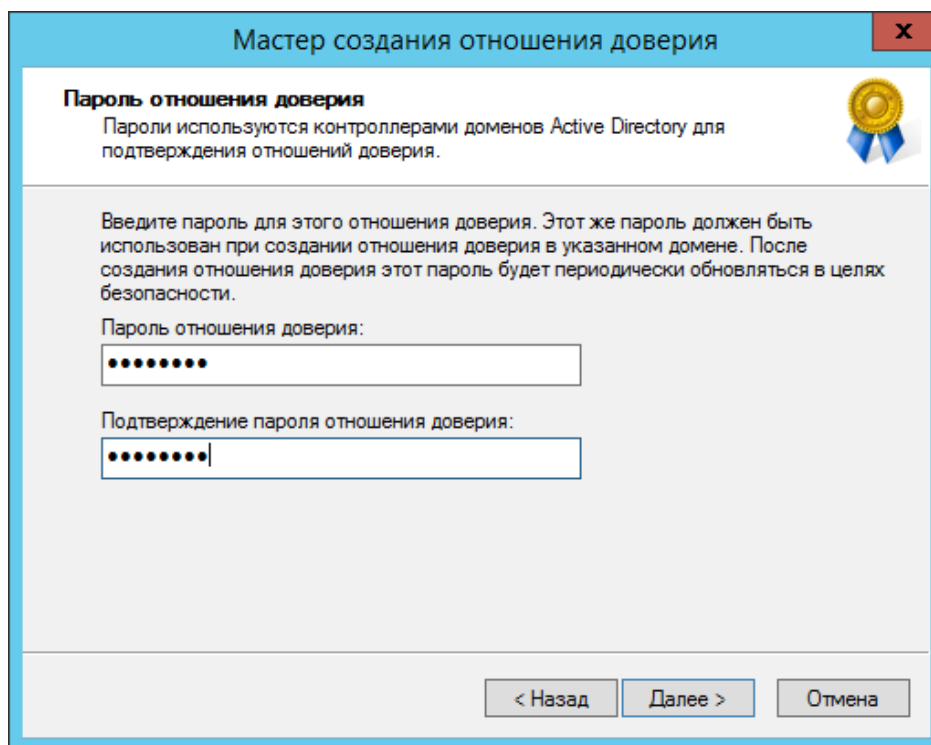 Мастер создания отношения доверия
x
Пароль отношения доверия
Пароли используются контроллерами доменов Active Directory для
подтверждения отношений доверия.
Введите пароль для этого отношения доверия. Этот же пароль должен быть
использован при создании отношения доверия в указанном домене. После
создания отношения доверия этот пароль будет периодически обновляться в целях
безопасности.
Пароль отношения доверия:
●●●●●●●●
Подтверждение пароля отношения доверия:
●●●●●●●●
< Назад Далее > Отмена